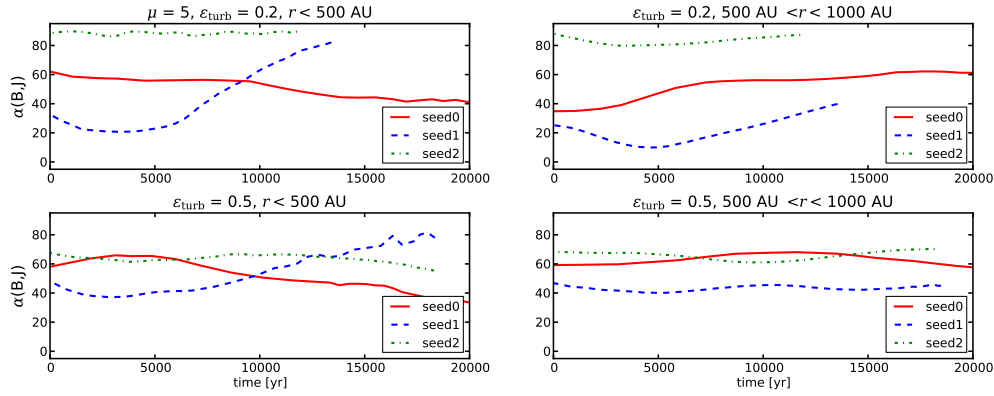 μ = 5, ε_turb = 0.2, r < 500 AU
α(B,J)
80
60
40
20
0
seed0
seed1
seed2
0 5000 10000 15000 20000
ε_turb = 0.2, 500 AU <r< 1000 AU
80
60
40
20
0
seed0
seed1
seed2
0 5000 10000 15000 20000
ε_turb = 0.5, r < 500 AU
α(B,J)
80
60
40
20
0
seed0
seed1
seed2
0 5000 10000 15000 20000
time [yr]
ε_turb = 0.5, 500 AU <r< 1000 AU
80
60
40
20
0
seed0
seed1
seed2
0 5000 10000 15000 20000
time [yr]